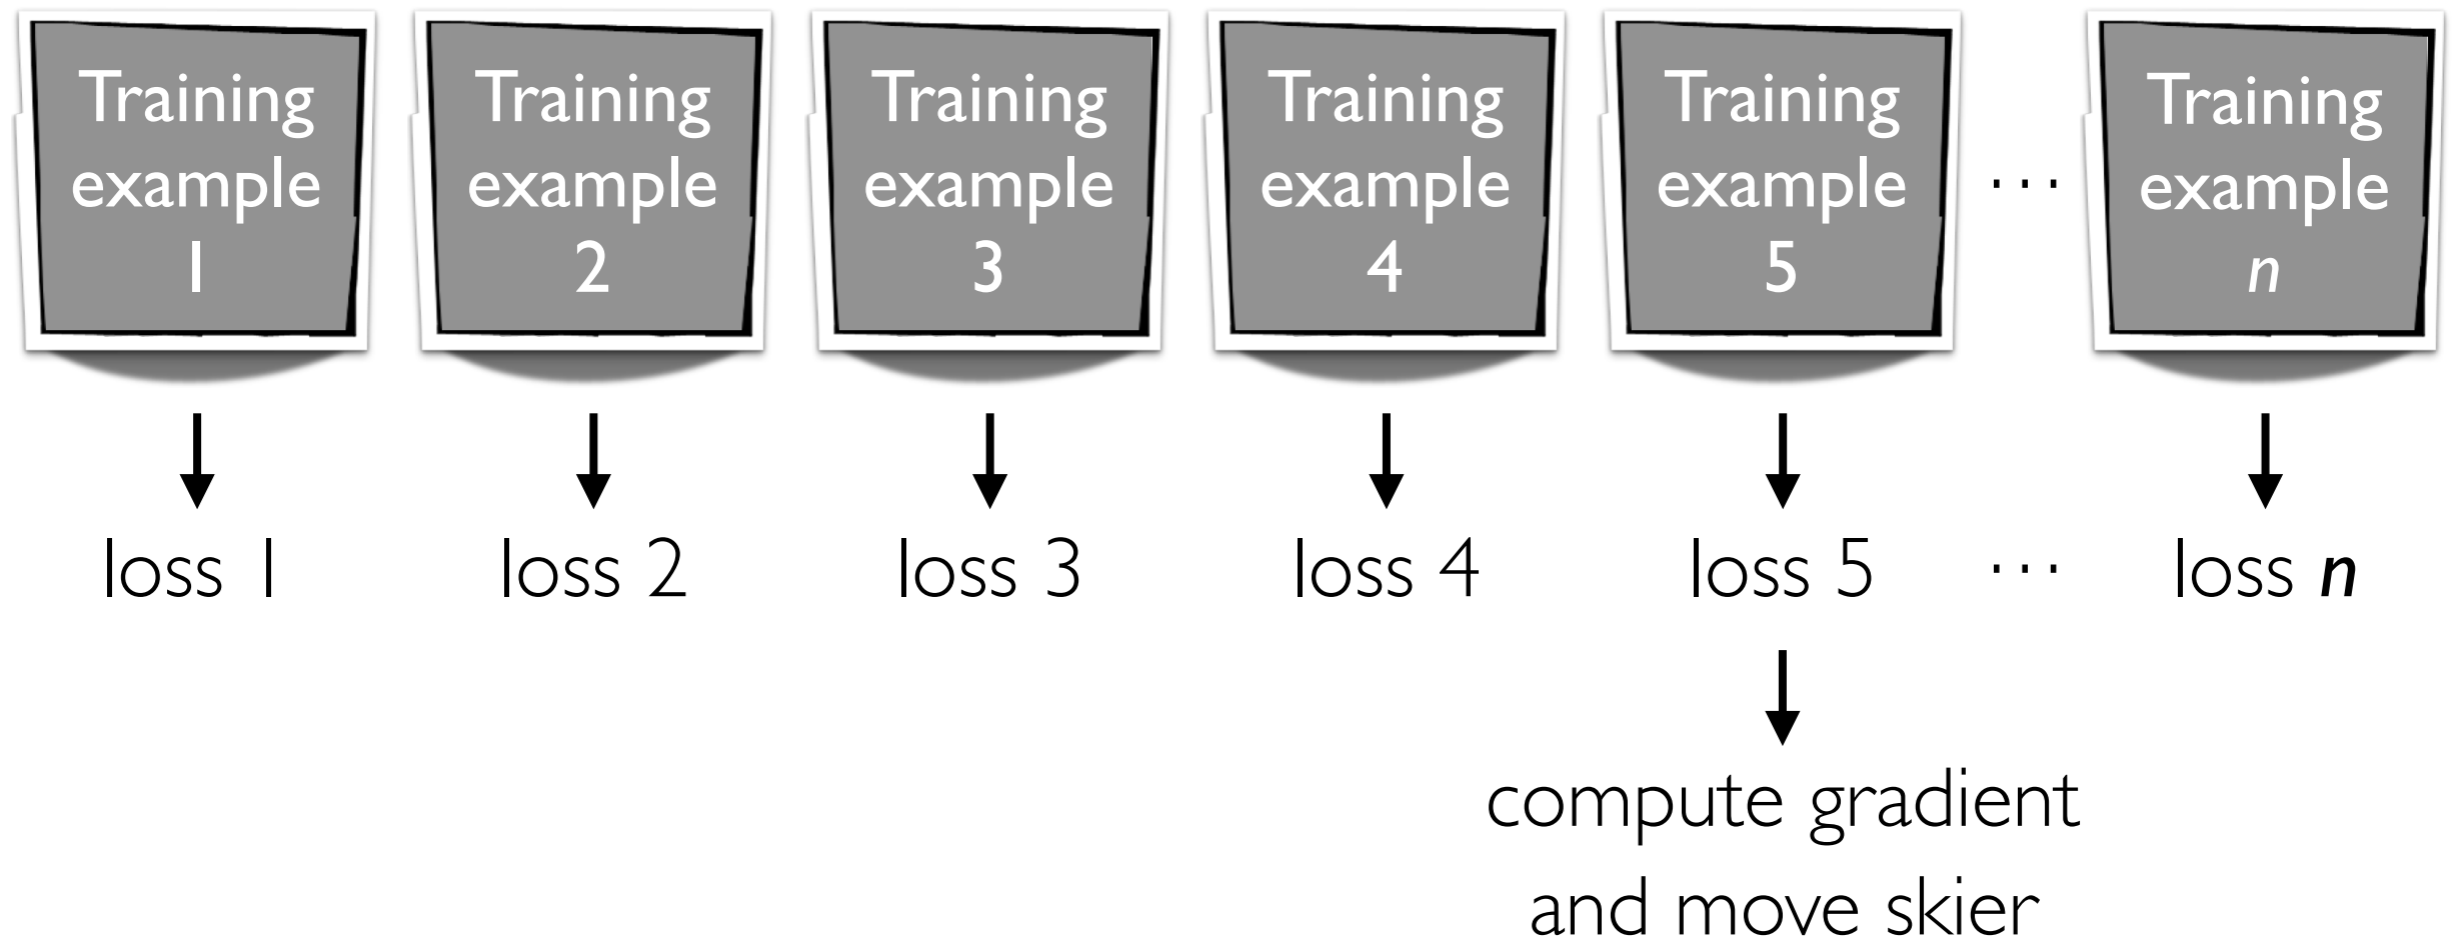 Training
example
1
Training
example
2
Training
example
3
Training
example
4
Training
example
5
...
Training
example
n
loss 1
loss 2
loss 3
loss 4
loss 5
...
loss n
compute gradient
and move skier